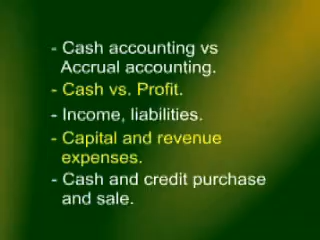 - Cash accounting vs
Accrual accounting.
- Cash vs. Profit.
- Income, liabilities.
- Capital and revenue
expenses.
- Cash and credit purchase
and sale.